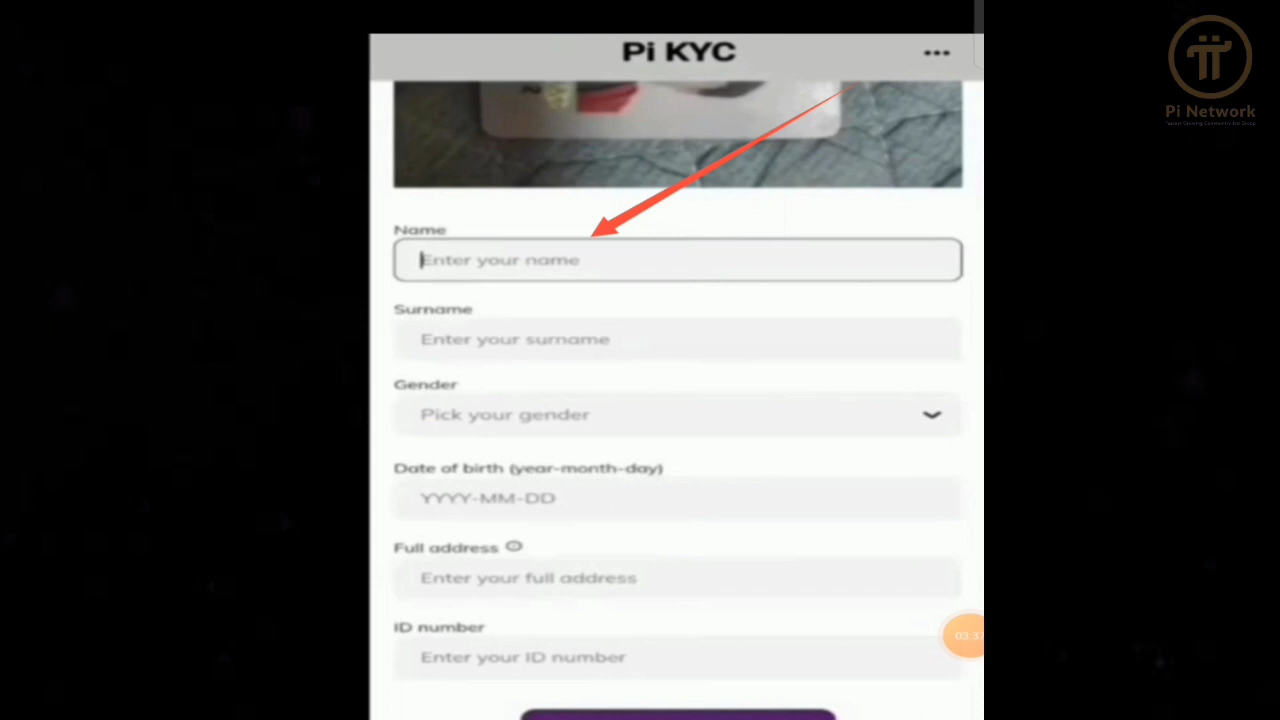 Pi KYC
Pi Network
Name
Enter your name
Surname
Enter your surname
Gender
Pick your gender
Date of birth (year-month-day)
YYYY-MM-DD
Full address
Enter your full address
ID number
Enter your ID number